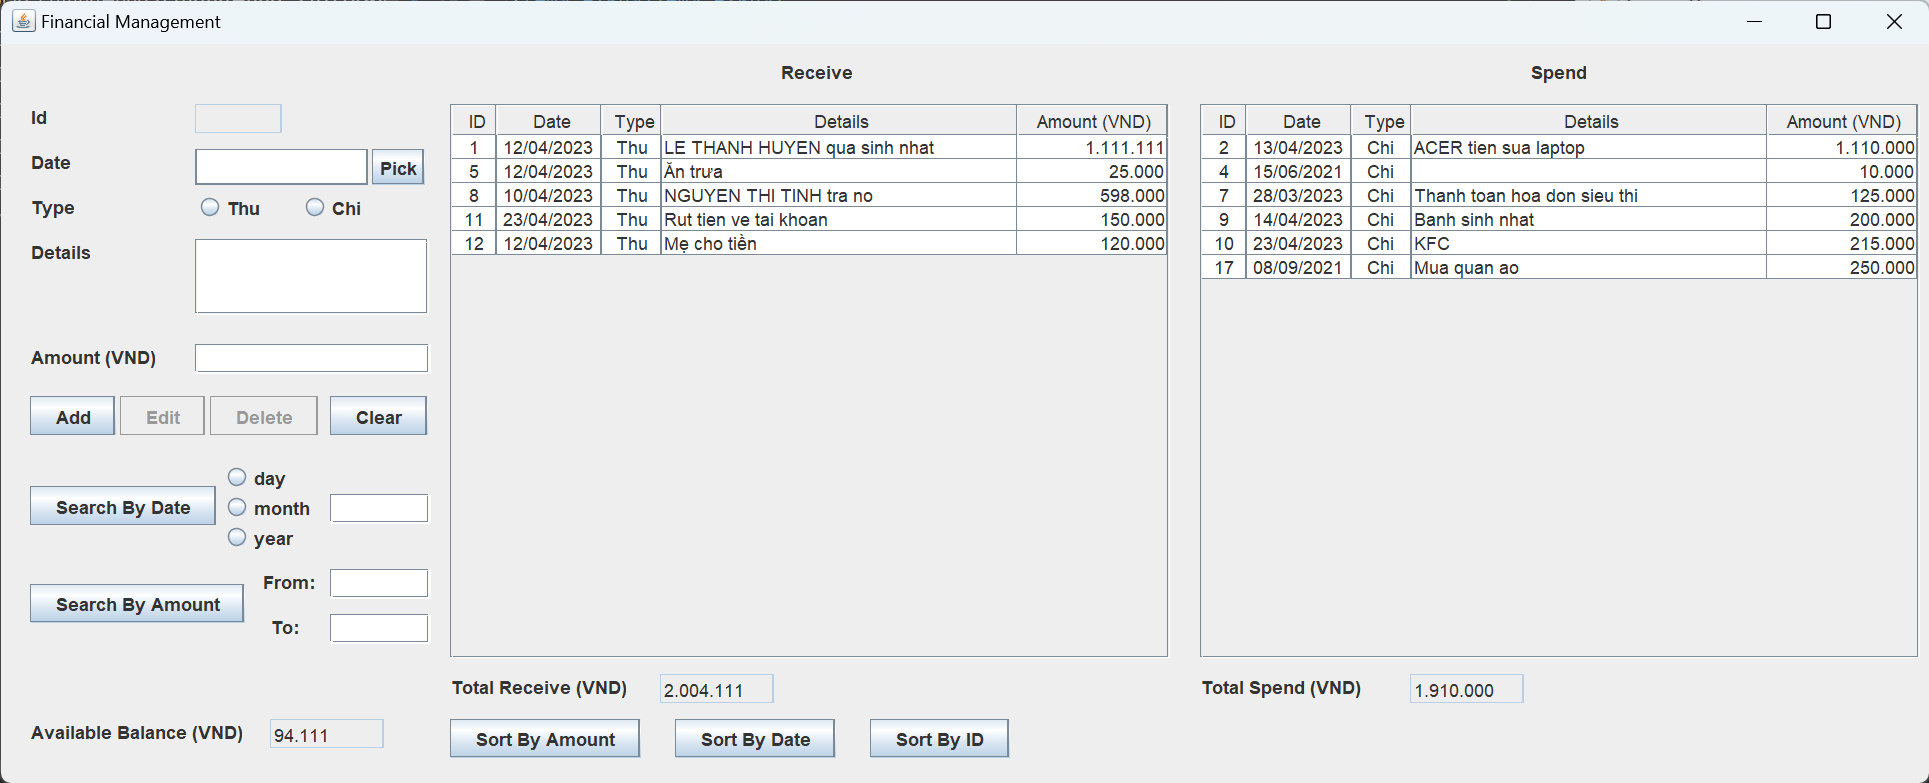 Financial Management
Receive
Spend
Id
Date
Pick
Type
Thu
Chi
Details
Amount (VND)
Add
Edit
Delete
Clear
Search By Date
day
month
year
Search By Amount
From:
To:
Available Balance (VND)
94.111
ID Date Type Details Amount (VND)
1 12/04/2023 Thu LE THANH HUYEN qua sinh nhat 1.111.111
5 12/04/2023 Thu Ăn trưa 25.000
8 10/04/2023 Thu NGUYEN THI TINH tra no 598.000
11 23/04/2023 Thu Rut tien ve tai khoan 150.000
12 12/04/2023 Thu Mẹ cho tiền 120.000
Total Receive (VND) 2.004.111
Sort By Amount
Sort By Date
Sort By ID
ID Date Type Details Amount (VND)
2 13/04/2023 Chi ACER tien sua laptop 1.110.000
4 15/06/2021 Chi 10.000
7 28/03/2023 Chi Thanh toan hoa don sieu thi 125.000
9 14/04/2023 Chi Banh sinh nhat 200.000
10 23/04/2023 Chi KFC 215.000
17 08/09/2021 Chi Mua quan ao 250.000
Total Spend (VND) 1.910.000